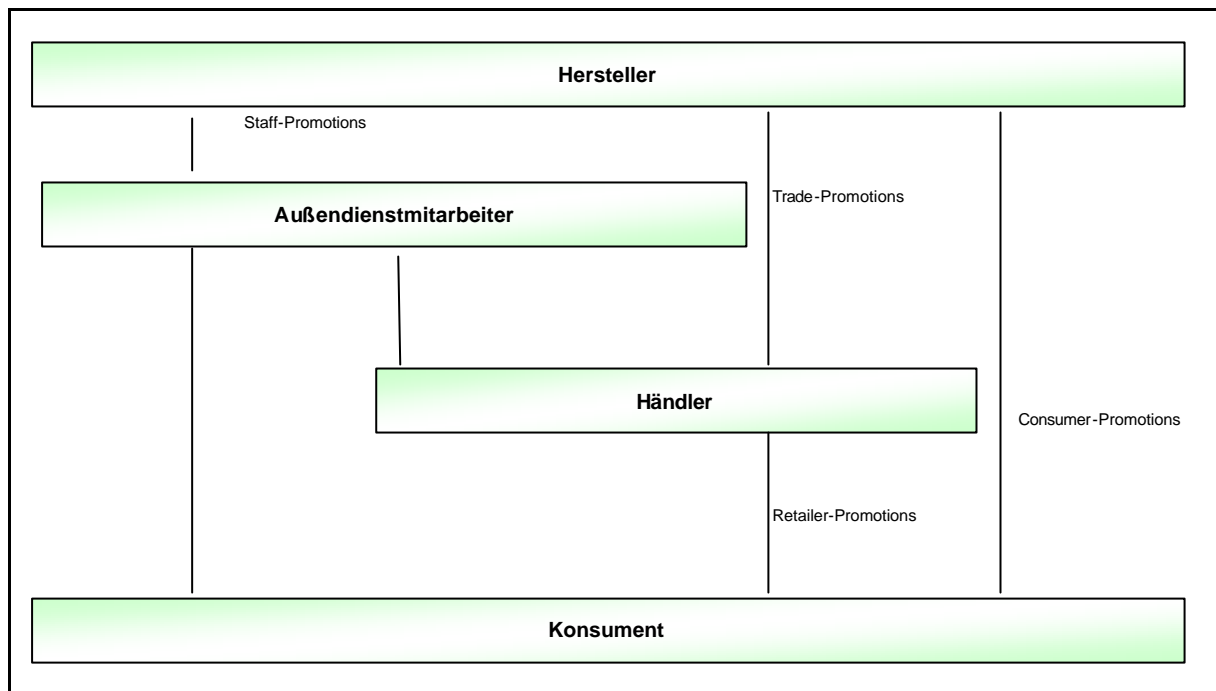 Hersteller
Staff-Promotions
Außendienstmitarbeiter
Trade-Promotions
Händler
Consumer-Promotions
Retailer-Promotions
Konsument